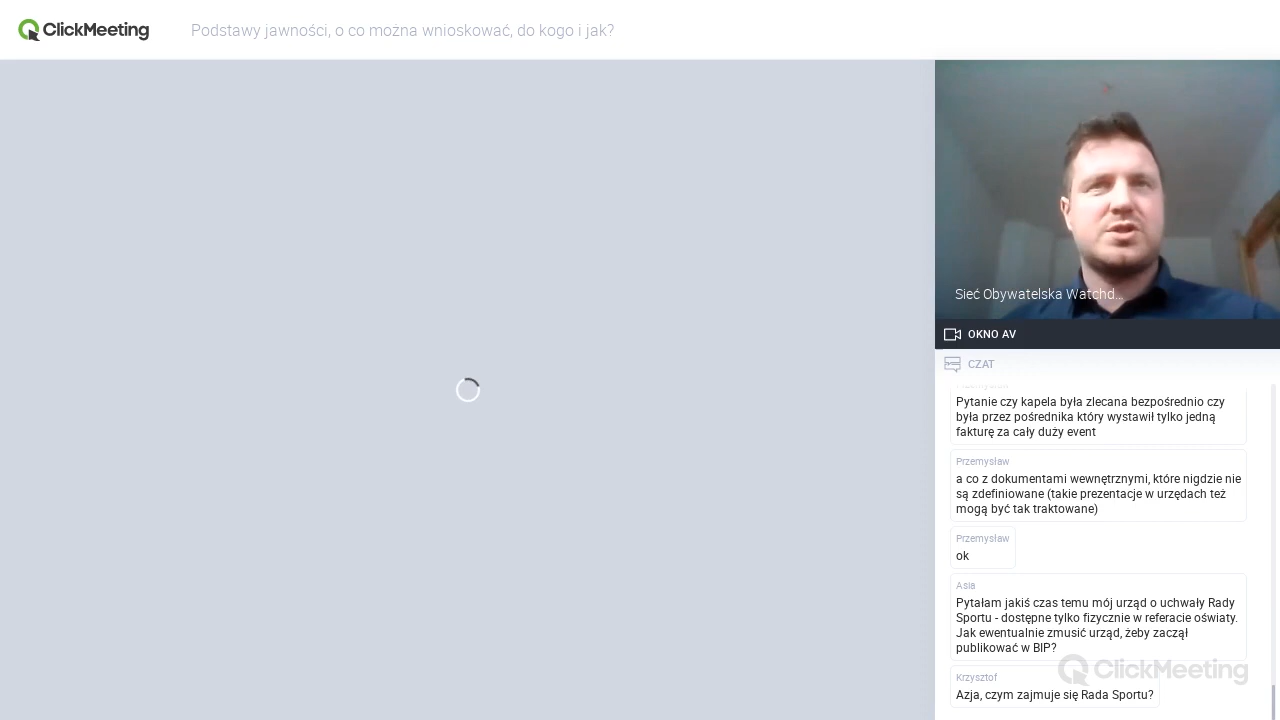 ClickMeeting
Podstawy jawności, o co można wnioskować, do kogo i jak?
Sieć Obywatelska Watchd...
OKNO AV
CZAT
Pytanie czy kapela była zlecana bezpośrednio czy
była przez pośrednika który wystawił tylko jedną
fakturę za cały duży event
Przemysław
a co z dokumentami wewnętrznymi, które nigdzie nie
są zdefiniowane (takie prezentacje w urzędach też
mogą być tak traktowane)
Przemysław
ok
Asia
Pytałam jakiś czas temu mój urząd o uchwały Rady
Sportu - dostępne tylko fizycznie w referacie oświaty.
Jak ewentualnie zmusić urząd, żeby zaczął
publikować w BIP?
ClickMeeting
Krzysztof
Azja, czym zajmuje się Rada Sportu?